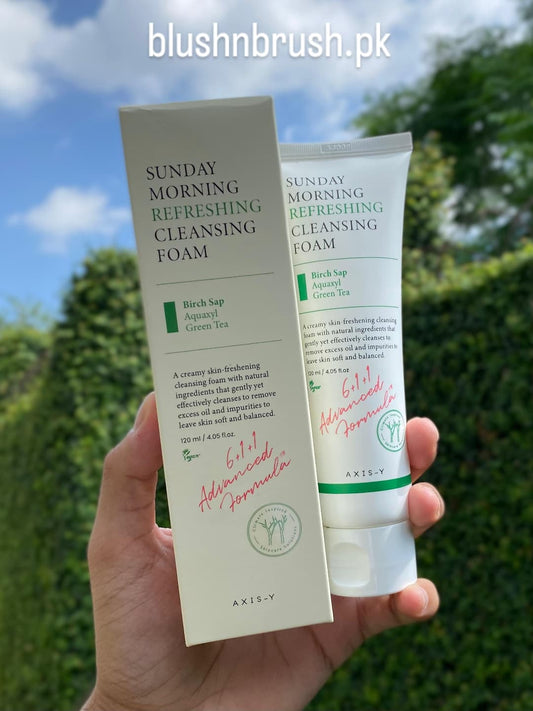 blushnbrush.pk
SUNDAY
MORNING
REFRESHING
CLEANSING
FOAM
Birch Sap
Aquaxyl
Green Tea
A creamy skin-freshening
cleansing foam with natural
ingredients that gently yet
effectively cleanses to remove
excess oil and impurities to
leave skin soft and balanced.
120 ml / 4.05 fl.oz.
Vegan
6+1+1
Advanced
Formula
Climate Inspired
Skincare Solutions
AXIS-Y
SUNDAY
MORNING
REFRESHING
CLEANSING
FOAM
Birch Sap
Aquaxyl
Green Tea
A creamy skin-freshening cleansing
foam with natural ingredients that
gently yet effectively cleanses to
remove excess oil and impurities to
leave skin soft and balanced.
120 ml / 4.05 fl.oz
6+1+1
Advanced
Formula
AXIS-Y